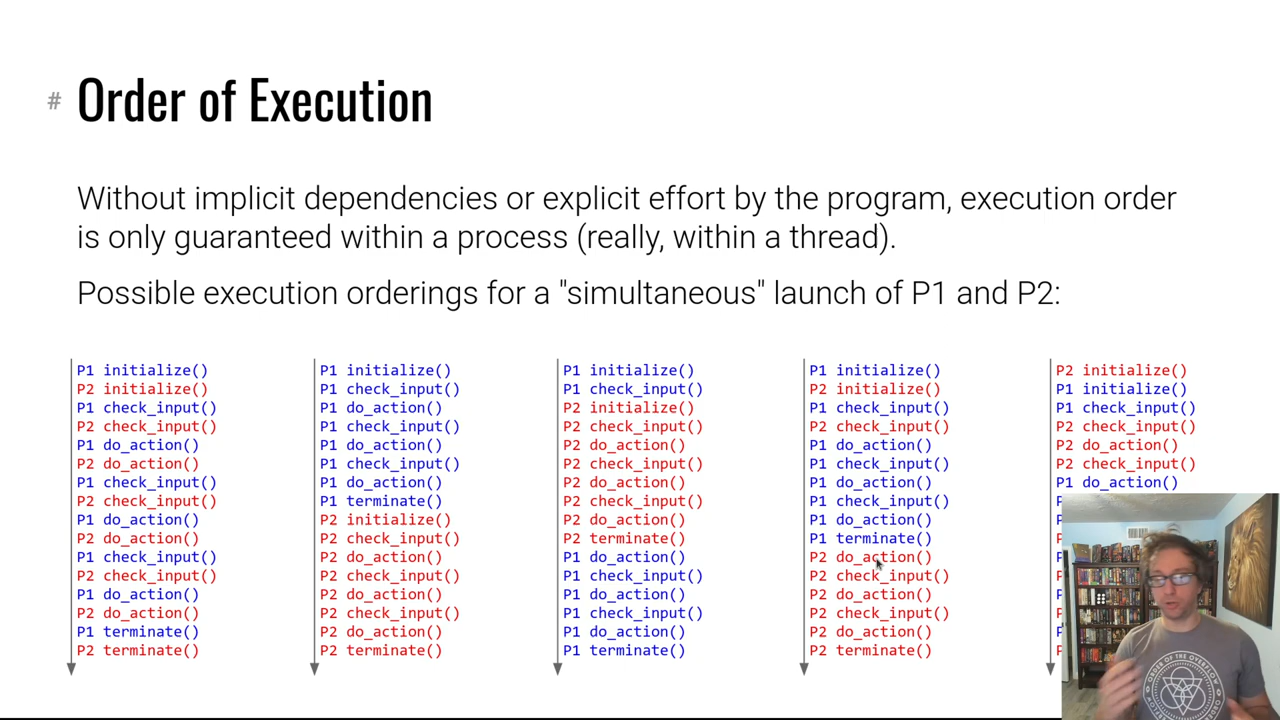 # Order of Execution
Without implicit dependencies or explicit effort by the program, execution order
is only guaranteed within a process (really, within a thread).
Possible execution orderings for a "simultaneous" launch of P1 and P2:
P1 initialize()
P2 initialize()
P1 check_input()
P2 check_input()
P1 do_action()
P2 do_action()
P1 check_input()
P2 check_input()
P1 do_action()
P2 do_action()
P1 check_input()
P2 check_input()
P1 do_action()
P2 do_action()
P1 terminate()
P2 terminate()
P1 initialize()
P1 check_input()
P1 do_action()
P1 check_input()
P1 do_action()
P1 check_input()
P1 do_action()
P1 terminate()
P2 initialize()
P2 check_input()
P2 do_action()
P2 check_input()
P2 do_action()
P2 check_input()
P2 do_action()
P2 terminate()
P1 initialize()
P1 check_input()
P2 initialize()
P2 check_input()
P2 do_action()
P2 check_input()
P2 do_action()
P2 check_input()
P2 do_action()
P2 terminate()
P1 do_action()
P1 check_input()
P1 do_action()
P1 check_input()
P1 do_action()
P1 terminate()
P1 initialize()
P2 initialize()
P1 check_input()
P2 check_input()
P1 do_action()
P1 check_input()
P1 do_action()
P1 check_input()
P1 do_action()
P1 terminate()
P2 do_action()
P2 check_input()
P2 do_action()
P2 check_input()
P2 do_action()
P2 terminate()
P2 initialize()
P1 initialize()
P1 check_input()
P2 check_input()
P2 do_action()
P2 check_input()
P1 do_action()
ORDER OF THE OVERFLOW